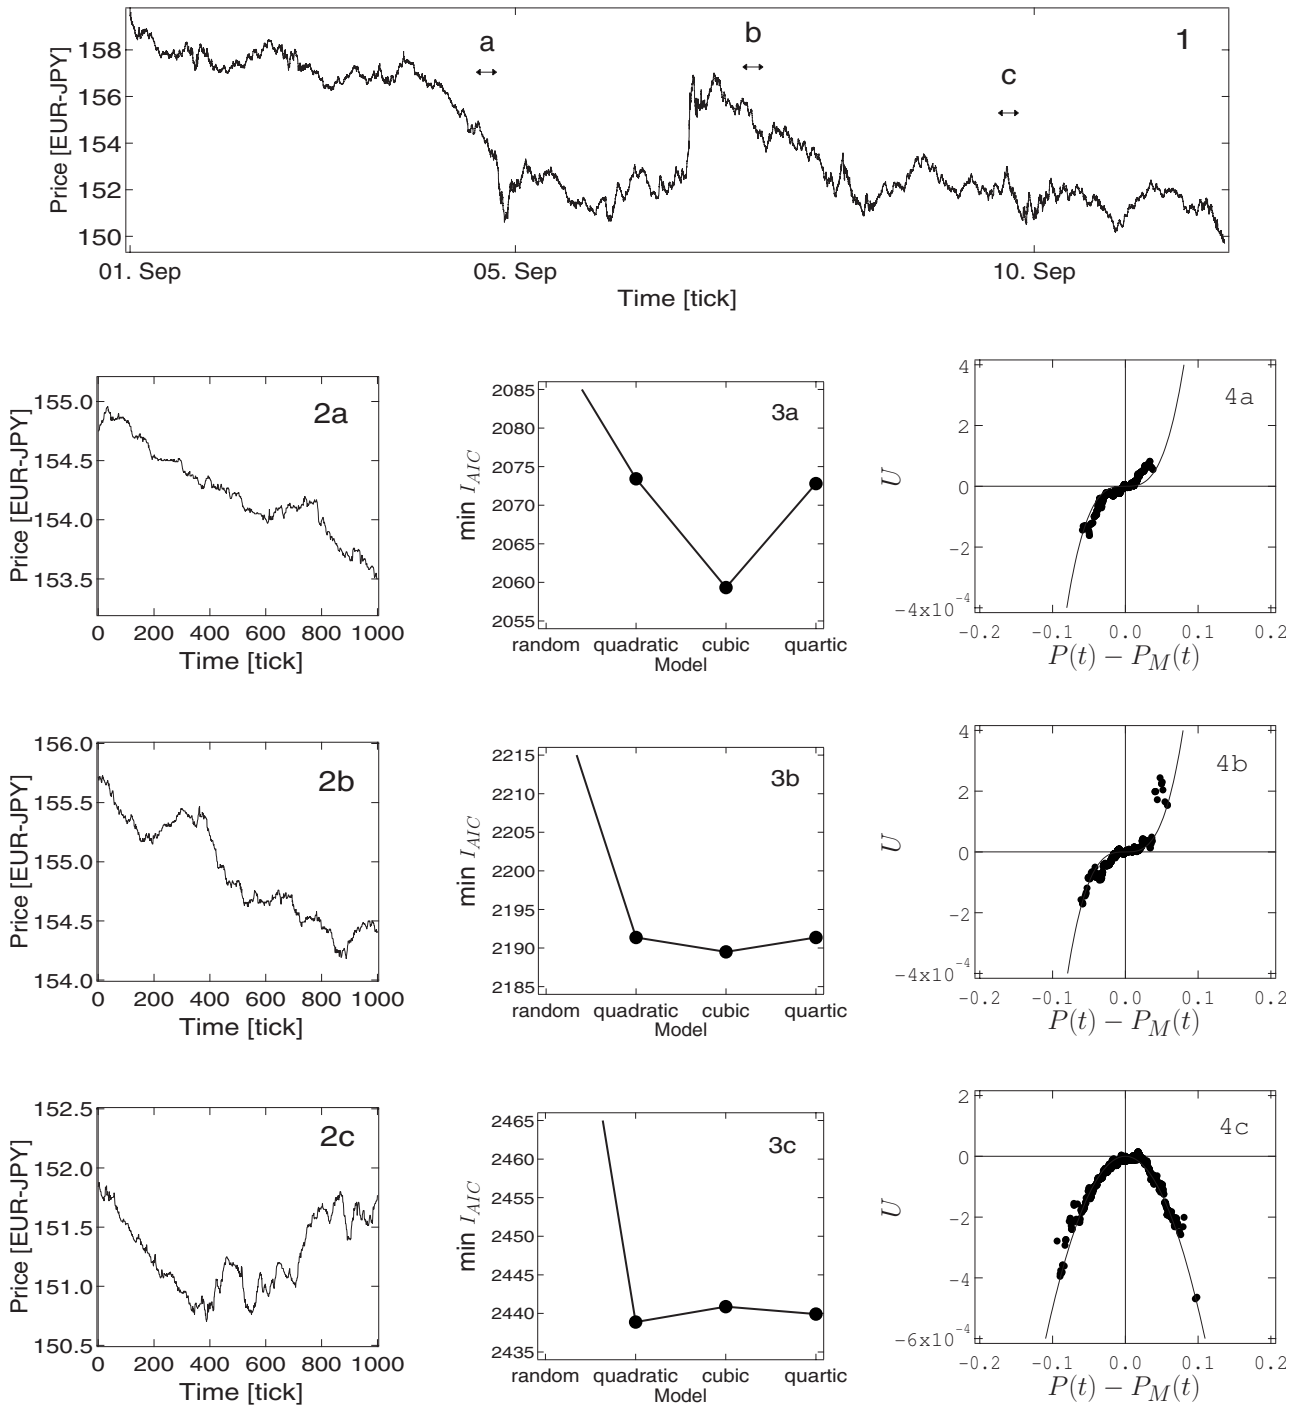 a
b
c
1
Price [EUR-JPY]
158
156
154
152
150
01. Sep
05. Sep
10. Sep
Time [tick]
2a
Price [EUR-JPY]
155.0
154.5
154.0
153.5
0 200 400 600 800 1000
Time [tick]
3a
min I_AIC
2085
2080
2075
2070
2065
2060
2055
random quadratic cubic quartic
Model
4a
U
4
2
0
-2
-4x10^-4
-0.2 -0.1 0.0 0.1 0.2
P(t) − P_M(t)
2b
Price [EUR-JPY]
156.0
155.5
155.0
154.5
154.0
0 200 400 600 800 1000
Time [tick]
3b
min I_AIC
2215
2210
2205
2200
2195
2190
2185
random quadratic cubic quartic
Model
4b
U
4
2
0
-2
-4x10^-4
-0.2 -0.1 0.0 0.1 0.2
P(t) − P_M(t)
2c
Price [EUR-JPY]
152.5
152.0
151.5
151.0
150.5
0 200 400 600 800 1000
Time [tick]
3c
min I_AIC
2465
2460
2455
2450
2445
2440
2435
random quadratic cubic quartic
Model
4c
U
2
0
-2
-4
-6x10^-4
-0.2 -0.1 0.0 0.1 0.2
P(t) − P_M(t)